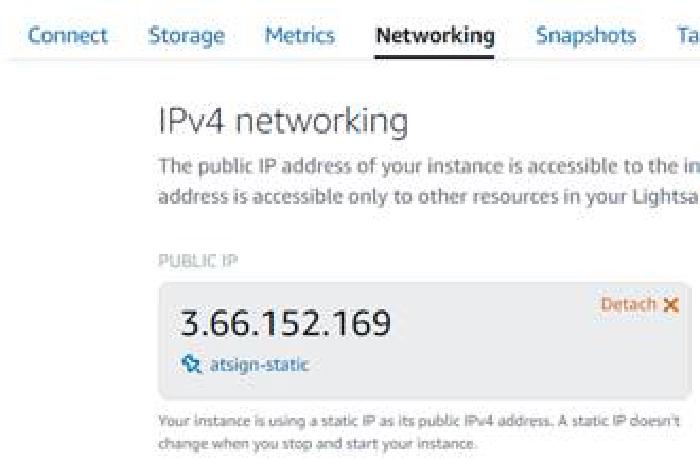 Connect Storage Metrics Networking Snapshots Ta
IPv4 networking
The public IP address of your instance is accessible to the in
address is accessible only to other resources in your Lightsa
PUBLIC IP
Detach
3.66.152.169
atsign-static
Your instance is using a static IP as its public IPv4 address. A static IP doesn't
change when you stop and start your instance.